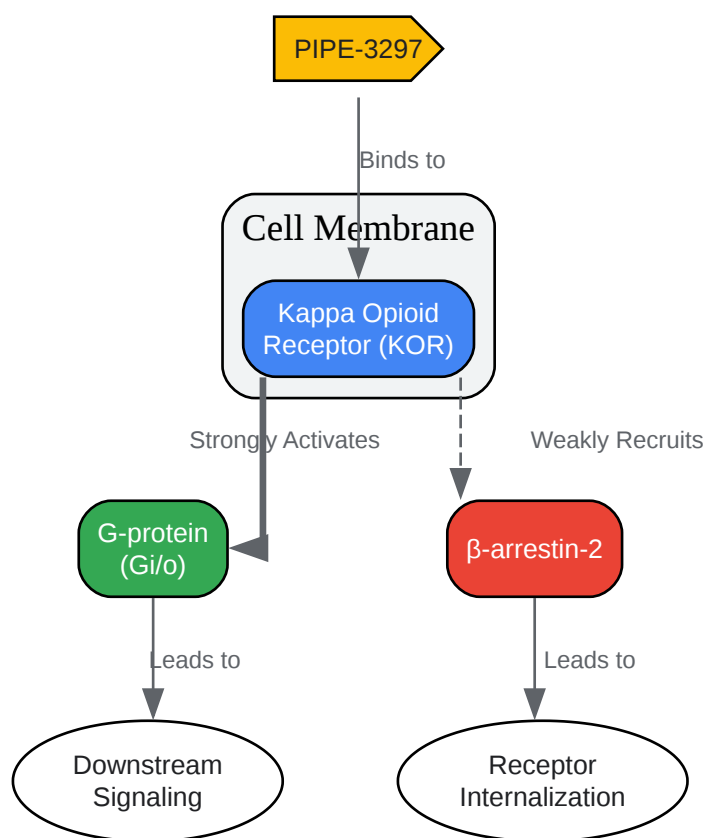 PIPE-3297
Binds to
Cell Membrane
Kappa Opioid
Receptor (KOR)
Strongly Activates
Weakly Recruits
G-protein
(Gi/o)
β-arrestin-2
Leads to
Leads to
Downstream
Signaling
Receptor
Internalization